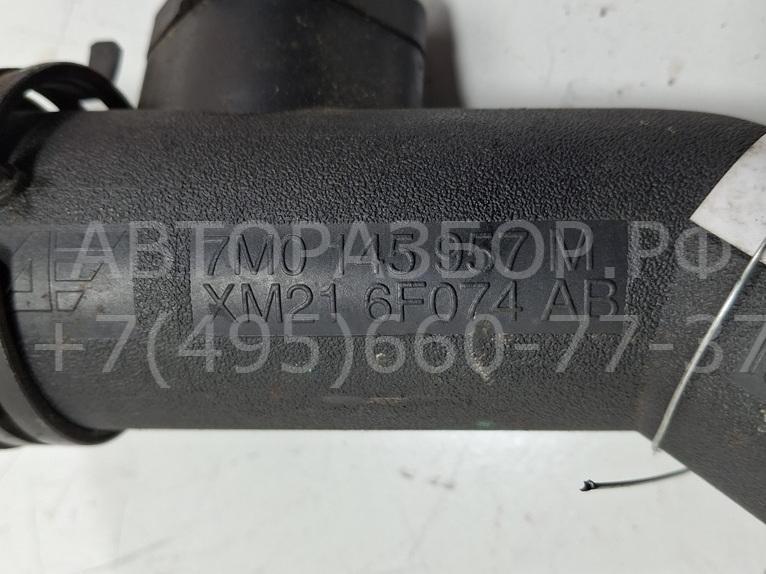 АВТОРАЗБОР.РФ
7M0 145 957 M
XM21 6F074 AB
+7(495)660-77-37